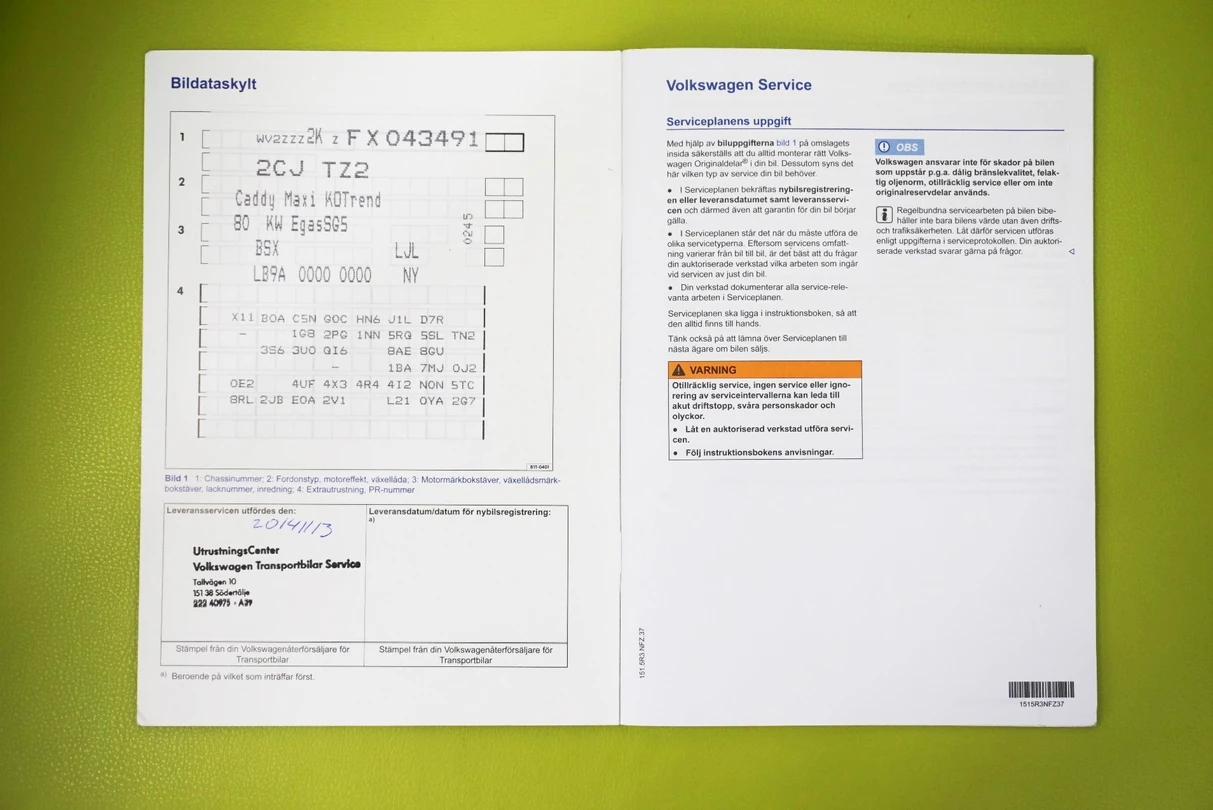 Bildataskylt
1 WV2ZZZ2K Z FX043491
2CJ TZ2
2
Caddy Maxi KOTrend
3 80 KW EgasSG5
0245
BSX LJL
LB9A 0000 0000 NY
4
X11 B0A C5N G0C HN6 J1L D7R
- 1G8 2PG 1NN 5RQ 5SL TN2
3S6 3U0 QI6 8AE 8GU
- 1BA 7MJ 0J2
0E2 4UF 4X3 4R4 4I2 N0N 5TC
8RL 2JB E0A 2V1 L21 0YA 2G7
B11-0401
Bild 1 1: Chassinummer; 2: Fordonstyp, motoreffekt, växellåda; 3: Motormärkbokstäver, växellådsmärk-
bokstäver, lacknummer, inredning; 4: Extrautrustning, PR-nummer
Leveransservicen utfördes den:
20141113
UtrustningsCenter
Volkswagen Transportbilar Service
Tallvägen 10
151 38 Södertälje
222 40975 - A39
Stämpel från din Volkswagenåterförsäljare för
Transportbilar
Leveransdatum/datum för nybilsregistrering:
a)
Stämpel från din Volkswagenåterförsäljare för
Transportbilar
a) Beroende på vilket som inträffar först.
Volkswagen Service
Serviceplanens uppgift
Med hjälp av biluppgifterna bild 1 på omslagets
insida säkerställs att du alltid monterar rätt Volks-
wagen Originaldelar® i din bil. Dessutom syns det
här vilken typ av service din bil behöver.
• I Serviceplanen bekräftas nybilsregistrering-
en eller leveransdatumet samt leveransservi-
cen och därmed även att garantin för din bil börjar
gälla.
• I Serviceplanen står det när du måste utföra de
olika servicetyperna. Eftersom servicens omfatt-
ning varierar från bil till bil, är det bäst att du frågar
din auktoriserade verkstad vilka arbeten som ingår
vid servicen av just din bil.
• Din verkstad dokumenterar alla service-rele-
vanta arbeten i Serviceplanen.
Serviceplanen ska ligga i instruktionsboken, så att
den alltid finns till hands.
Tänk också på att lämna över Serviceplanen till
nästa ägare om bilen säljs.
VARNING
Otillräcklig service, ingen service eller igno-
rering av serviceintervallerna kan leda till
akut driftstopp, svåra personskador och
olyckor.
• Låt en auktoriserad verkstad utföra servi-
cen.
• Följ instruktionsbokens anvisningar.
OBS
Volkswagen ansvarar inte för skador på bilen
som uppstår p.g.a. dålig bränslekvalitet, felak-
tig oljenorm, otillräcklig service eller om inte
originalreservdelar används.
Regelbundna servicearbeten på bilen bibe-
håller inte bara bilens värde utan även drifts-
och trafiksäkerheten. Låt därför servicen utföras
enligt uppgifterna i serviceprotokollen. Din auktori-
serade verkstad svarar gärna på frågor.
151.5R3.NFZ.37
1515R3NFZ37